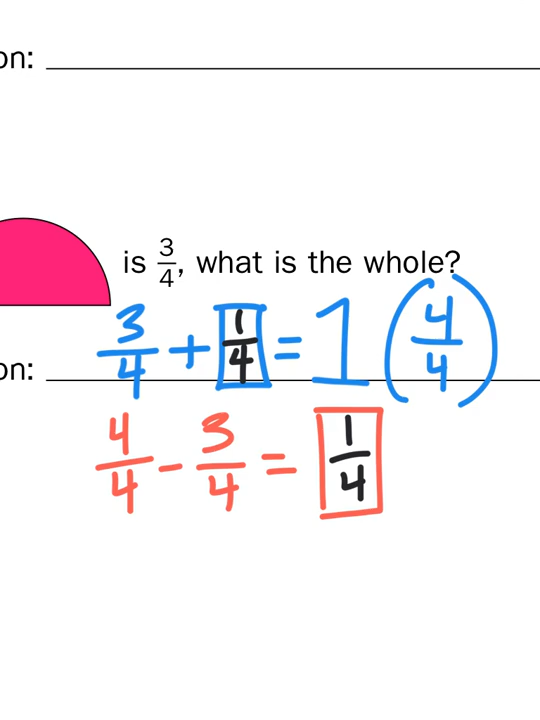 on:
is 3/4, what is the whole?
3/4 + 1/4 = 1 (4/4)
on:
4/4 - 3/4 = 1/4